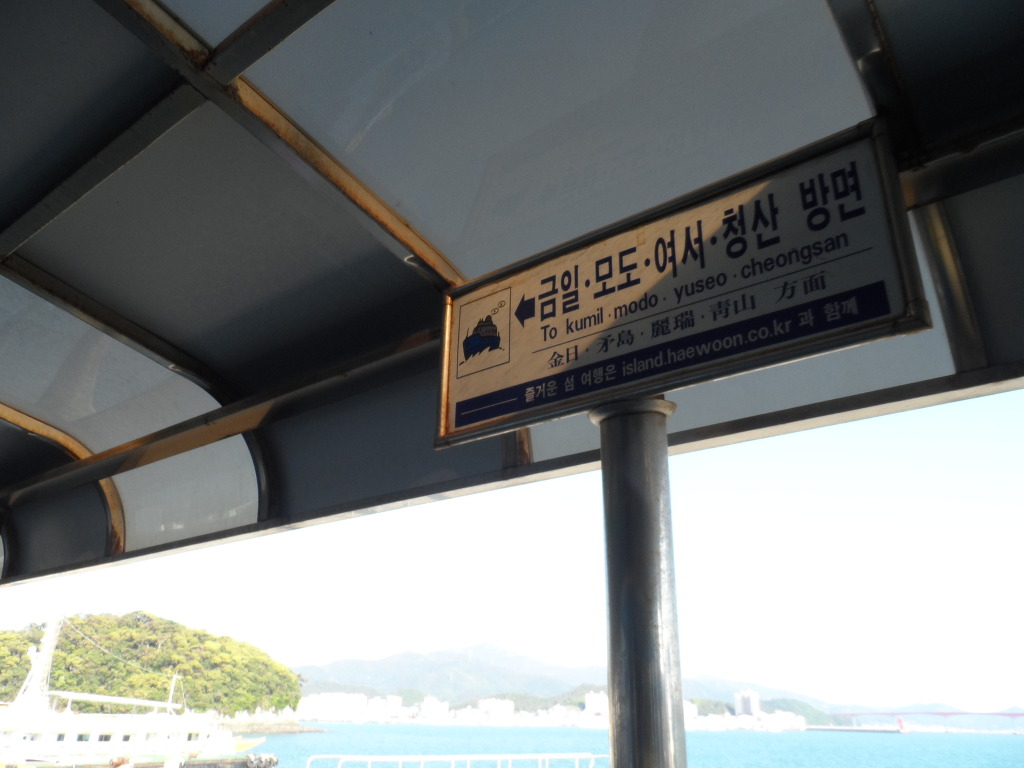 금일·모도·여서·청산 방면
To kumil·modo·yuseo·cheongsan
金日·矛島·麗瑞·靑山 方面
즐거운 섬 여행은 island.haewoon.co.kr 과 함께